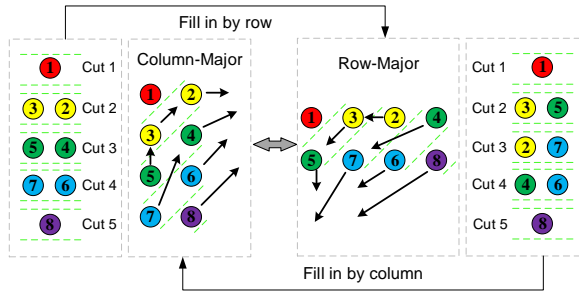 Fill in by row
Column-Major
Row-Major
1 Cut 1
3 2 Cut 2
5 4 Cut 3
7 6 Cut 4
8 Cut 5
1 2
3 4
5 6
7 8
1 3 2 4
5 7 6 8
Cut 1 1
Cut 2 3 5
Cut 3 2 7
Cut 4 4 6
Cut 5 8
Fill in by column